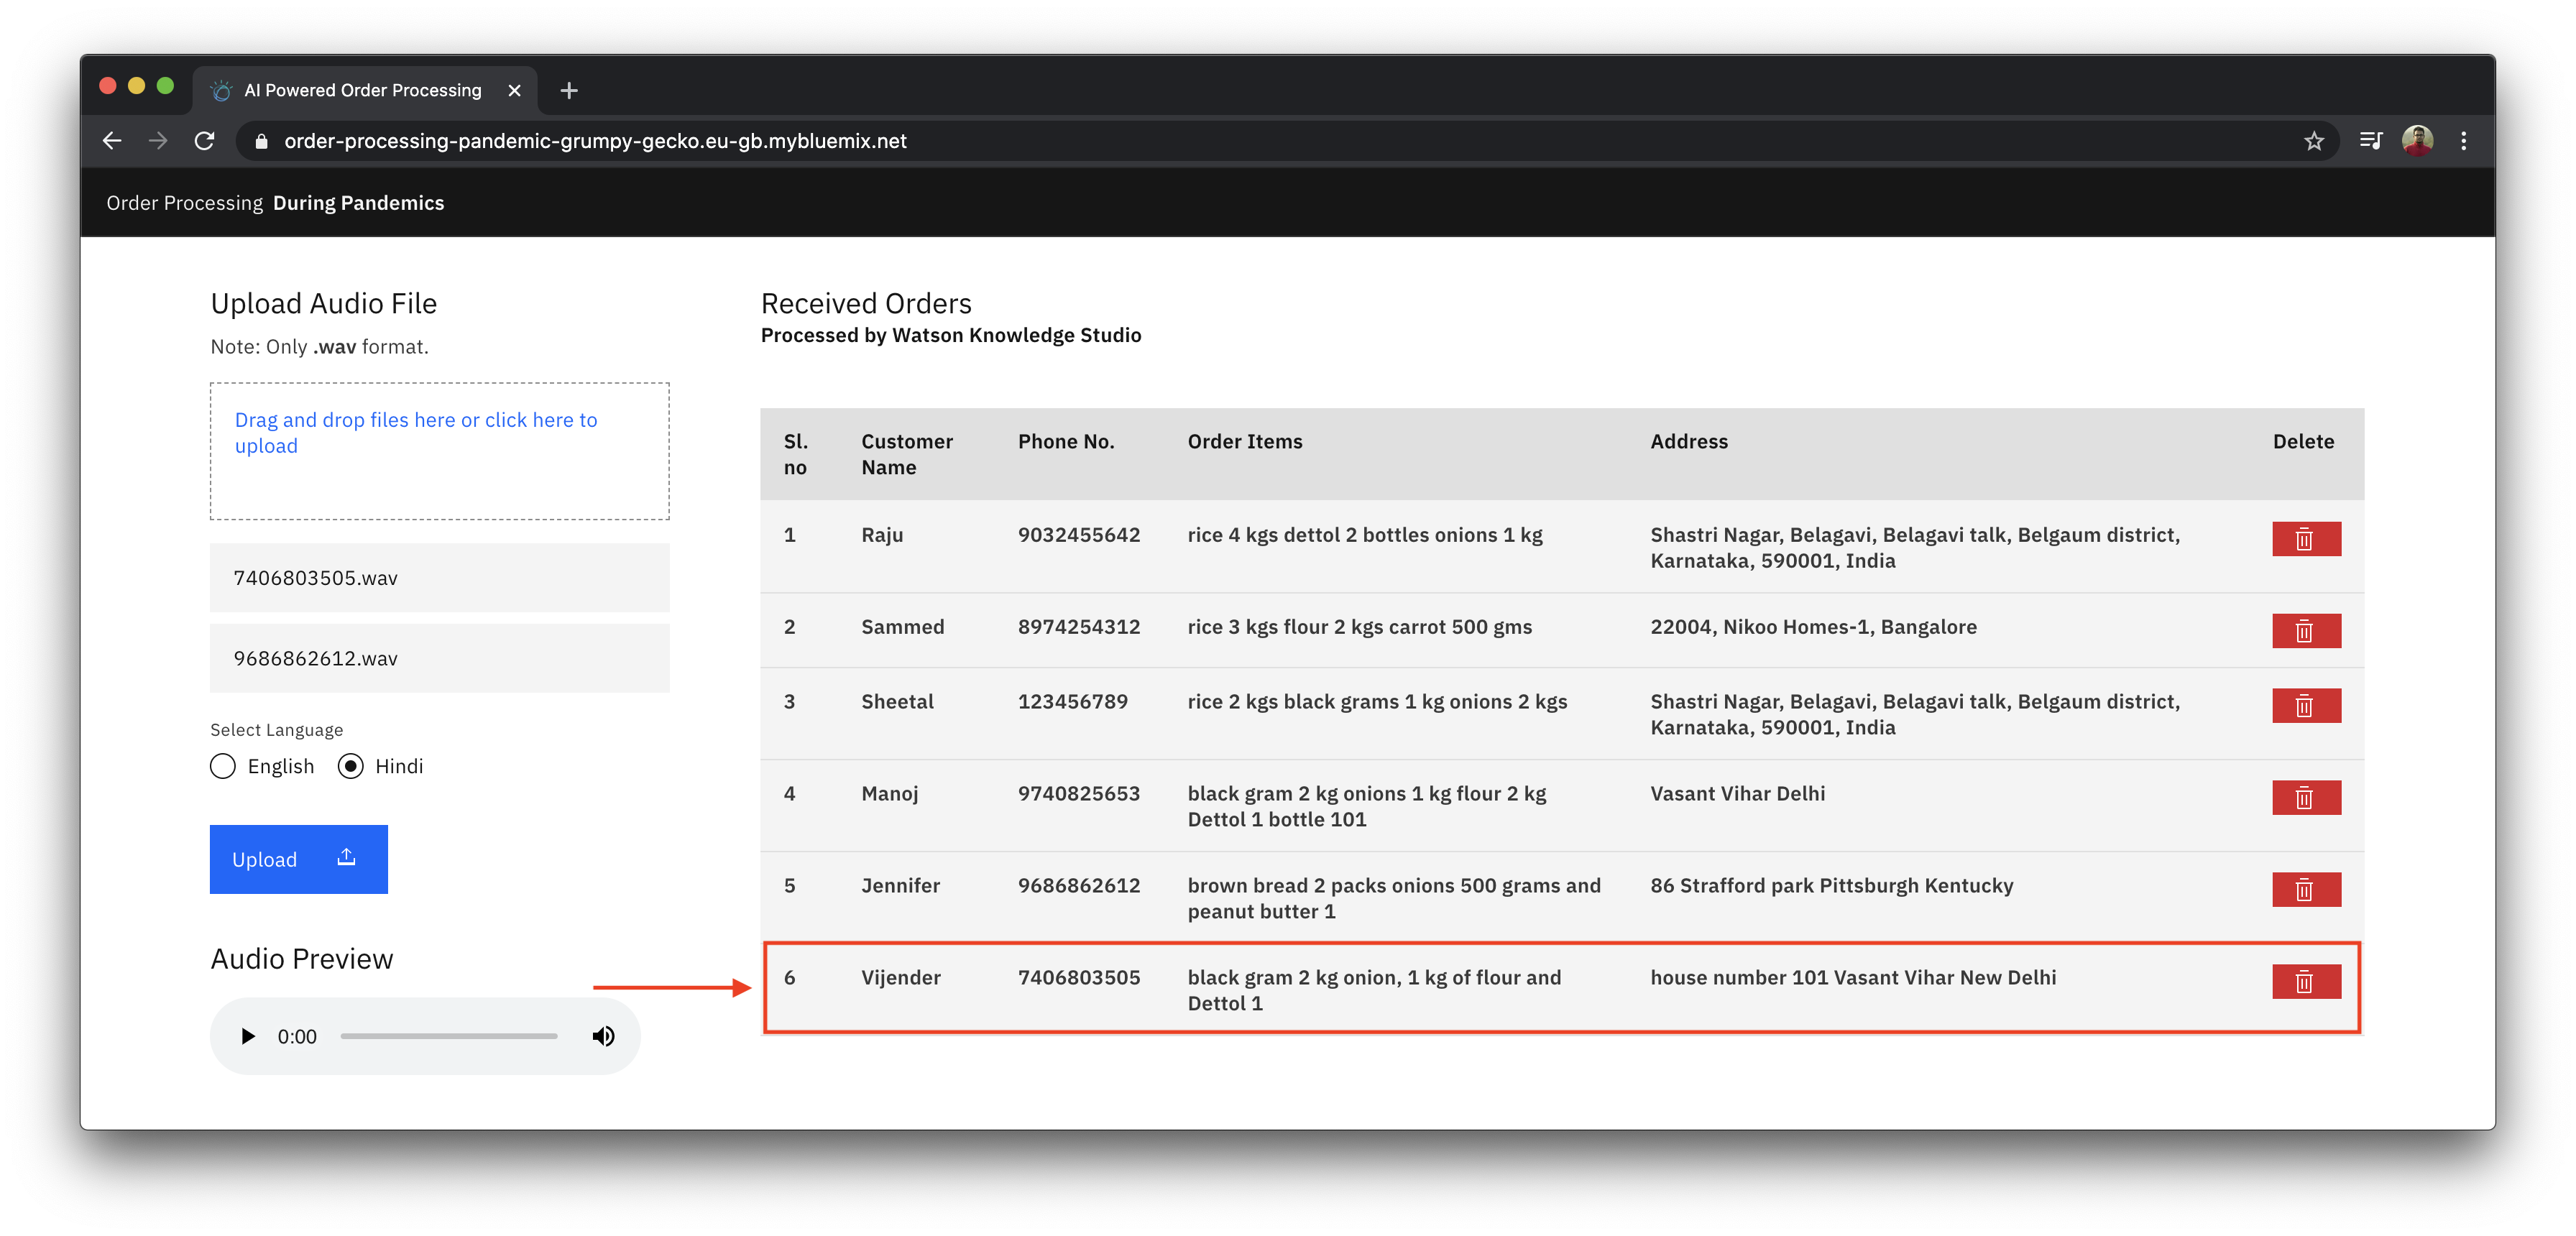 AI Powered Order Processing
order-processing-pandemic-grumpy-gecko.eu-gb.mybluemix.net
Order Processing During Pandemics
Upload Audio File
Note: Only .wav format.
Drag and drop files here or click here to
upload
7406803505.wav
9686862612.wav
Select Language
English Hindi
Upload
Audio Preview
0:00
Received Orders
Processed by Watson Knowledge Studio
Sl. no Customer Name Phone No. Order Items Address Delete
1 Raju 9032455642 rice 4 kgs dettol 2 bottles onions 1 kg Shastri Nagar, Belagavi, Belagavi talk, Belgaum district,
Karnataka, 590001, India
2 Sammed 8974254312 rice 3 kgs flour 2 kgs carrot 500 gms 22004, Nikoo Homes-1, Bangalore
3 Sheetal 123456789 rice 2 kgs black grams 1 kg onions 2 kgs Shastri Nagar, Belagavi, Belagavi talk, Belgaum district,
Karnataka, 590001, India
4 Manoj 9740825653 black gram 2 kg onions 1 kg flour 2 kg Vasant Vihar Delhi
Dettol 1 bottle 101
5 Jennifer 9686862612 brown bread 2 packs onions 500 grams and 86 Strafford park Pittsburgh Kentucky
peanut butter 1
6 Vijender 7406803505 black gram 2 kg onion, 1 kg of flour and house number 101 Vasant Vihar New Delhi
Dettol 1